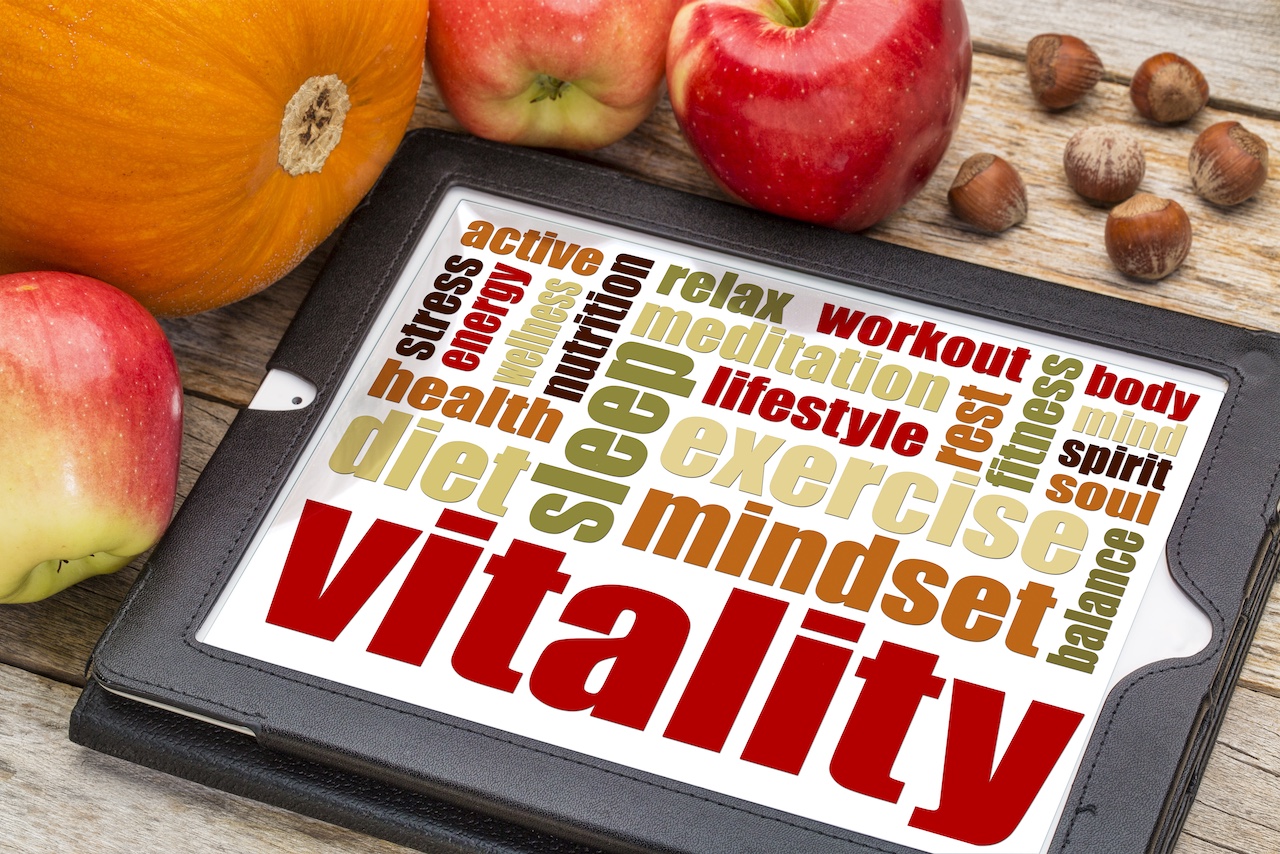 active
stress
energy
wellness
nutrition
relax
workout
meditation
health
sleep
lifestyle
rest
fitness
body
mind
spirit
soul
diet
exercise
mindset
balance
vitality